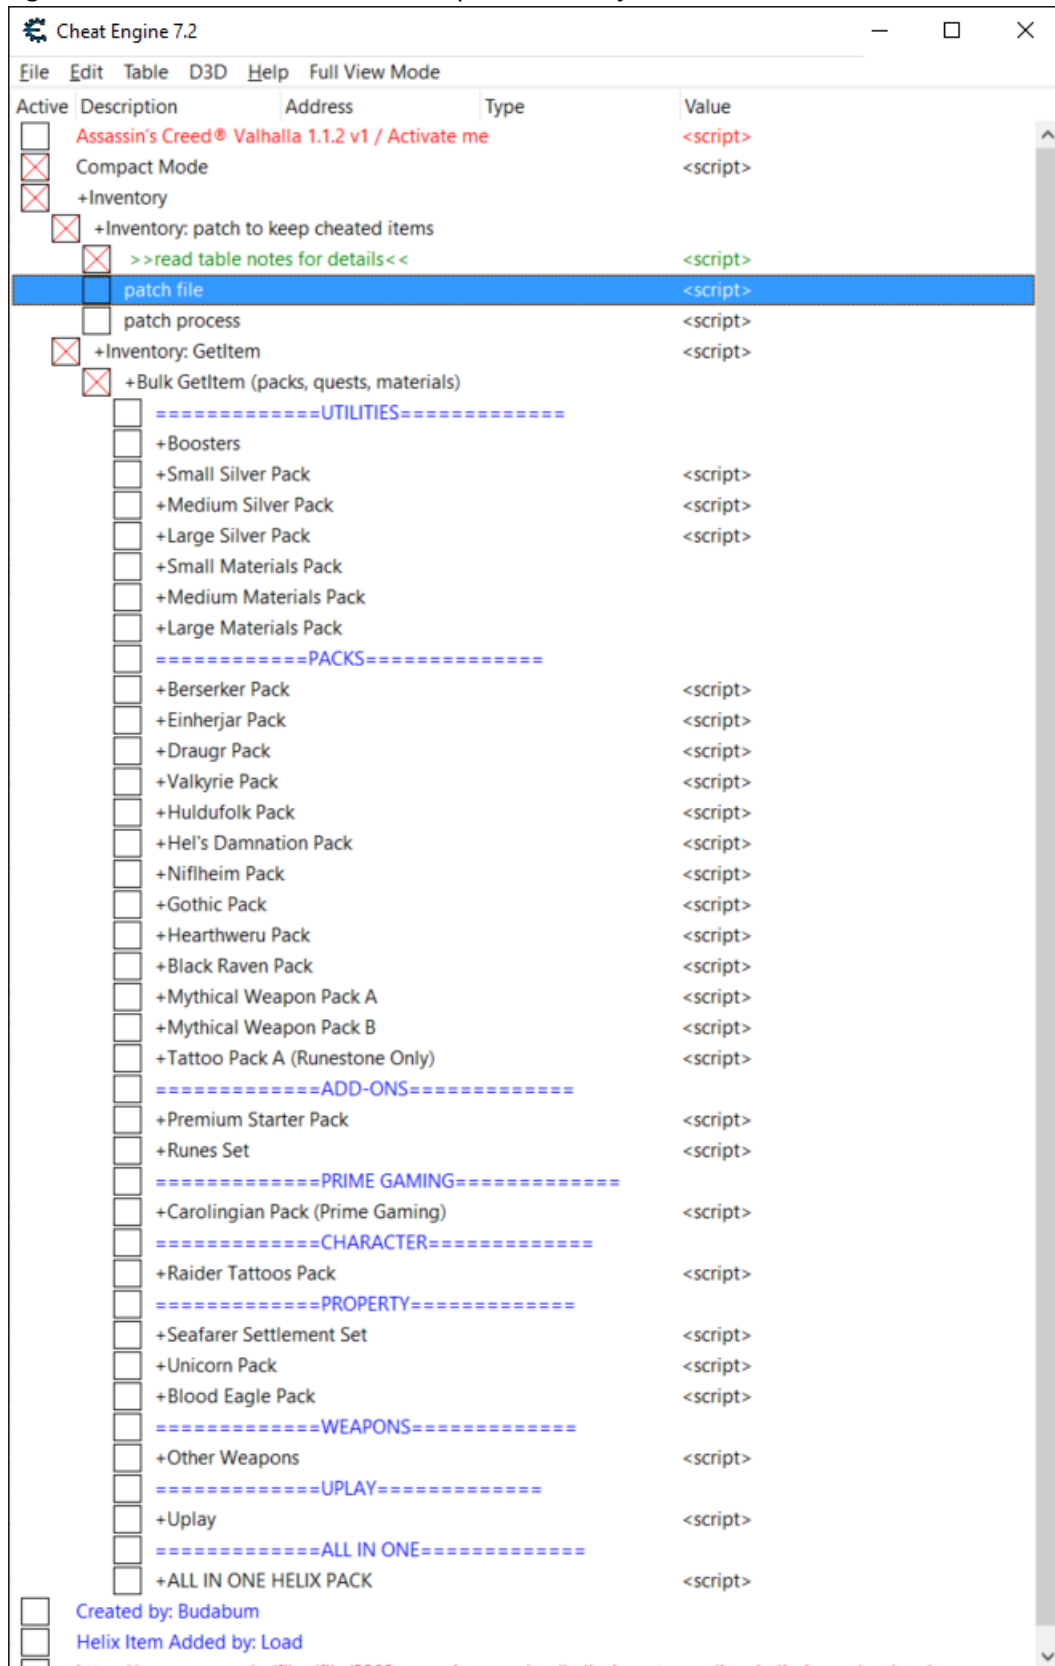 Cheat Engine 7.2
File Edit Table D3D Help Full View Mode
Active Description Address Type Value
Assassin's Creed® Valhalla 1.1.2 v1 / Activate me <script>
Compact Mode <script>
+Inventory
+Inventory: patch to keep cheated items
>>read table notes for details<< <script>
patch file <script>
patch process <script>
+Inventory: GetItem <script>
+Bulk GetItem (packs, quests, materials)
=============UTILITIES=============
+Boosters
+Small Silver Pack <script>
+Medium Silver Pack <script>
+Large Silver Pack <script>
+Small Materials Pack
+Medium Materials Pack
+Large Materials Pack
============PACKS==============
+Berserker Pack <script>
+Einherjar Pack <script>
+Draugr Pack <script>
+Valkyrie Pack <script>
+Huldufolk Pack <script>
+Hel's Damnation Pack <script>
+Niflheim Pack <script>
+Gothic Pack <script>
+Hearthweru Pack <script>
+Black Raven Pack <script>
+Mythical Weapon Pack A <script>
+Mythical Weapon Pack B <script>
+Tattoo Pack A (Runestone Only) <script>
=============ADD-ONS=============
+Premium Starter Pack <script>
+Runes Set <script>
=============PRIME GAMING=============
+Carolingian Pack (Prime Gaming) <script>
=============CHARACTER=============
+Raider Tattoos Pack <script>
=============PROPERTY=============
+Seafarer Settlement Set <script>
+Unicorn Pack <script>
+Blood Eagle Pack <script>
=============WEAPONS=============
+Other Weapons <script>
=============UPLAY=============
+Uplay <script>
=============ALL IN ONE=============
+ALL IN ONE HELIX PACK <script>
Created by: Budabum
Helix Item Added by: Load